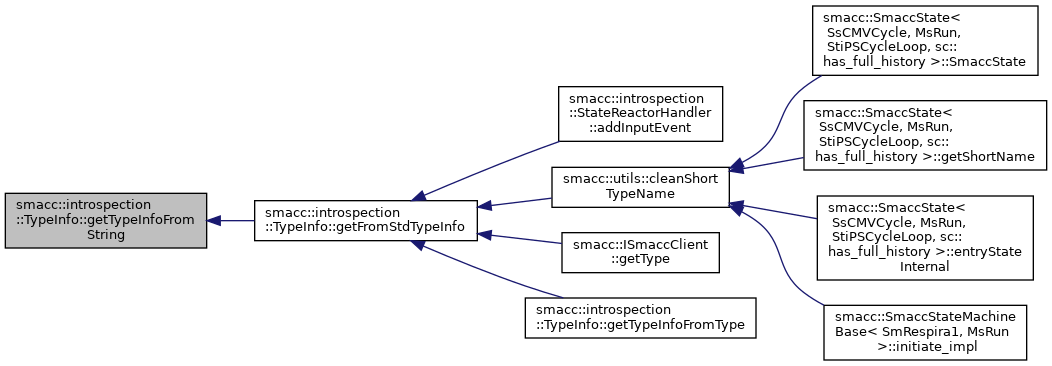 smacc::introspection
::TypeInfo::getTypeInfoFrom
String
smacc::introspection
::TypeInfo::getFromStdTypeInfo
smacc::introspection
::StateReactorHandler
::addInputEvent
smacc::utils::cleanShort
TypeName
smacc::ISmaccClient
::getType
smacc::introspection
::TypeInfo::getTypeInfoFromType
smacc::SmaccState<
SsCMVCycle, MsRun,
StiPSCycleLoop, sc::
has_full_history >::SmaccState
smacc::SmaccState<
SsCMVCycle, MsRun,
StiPSCycleLoop, sc::
has_full_history >::getShortName
smacc::SmaccState<
SsCMVCycle, MsRun,
StiPSCycleLoop, sc::
has_full_history >::entryState
Internal
smacc::SmaccStateMachine
Base< SmRespira1, MsRun
>::initiate_impl